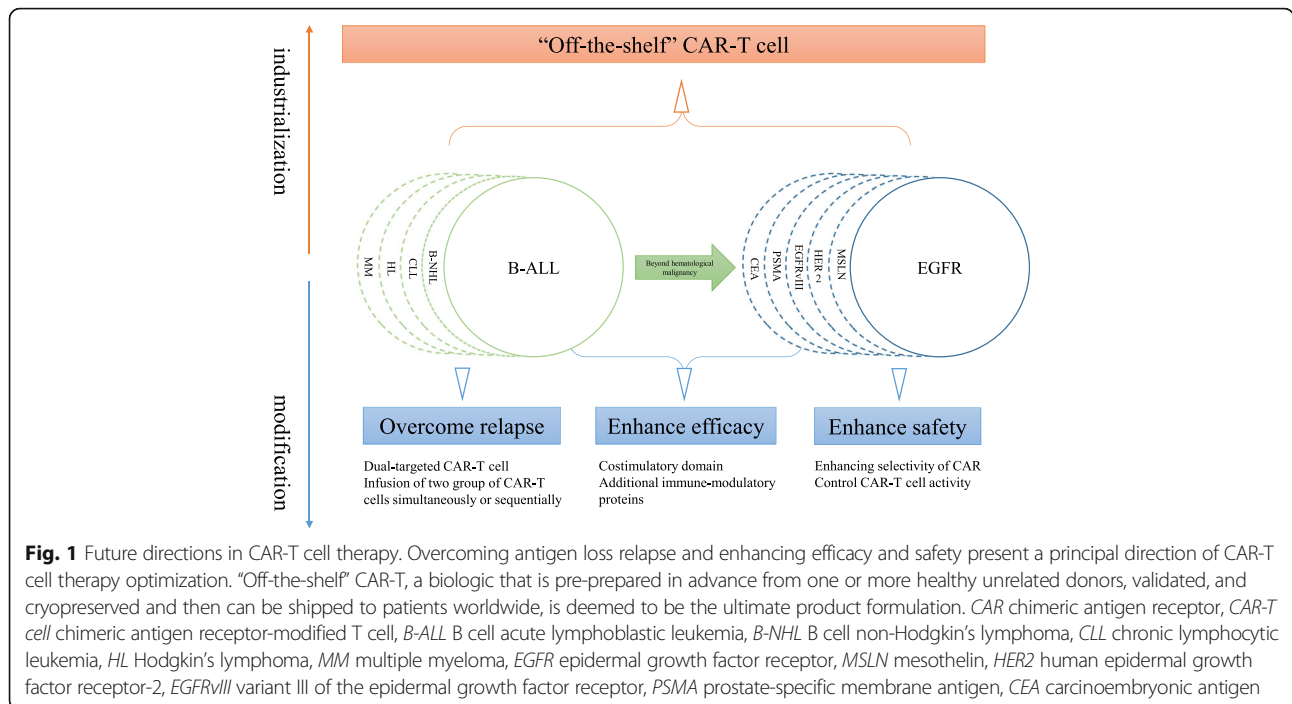 industrialization
modification
“Off-the-shelf” CAR-T cell
MM
HL
CLL
B-NHL
B-ALL
Beyond hematological
malignancy
CEA
PSMA
EGFRvIII
HER 2
MSLN
EGFR
Overcome relapse
Dual-targeted CAR-T cell
Infusion of two group of CAR-T
cells simultaneously or sequentially
Enhance efficacy
Costimulatory domain
Additional immune-modulatory
proteins
Enhance safety
Enhancing selectivity of CAR
Control CAR-T cell activity
Fig. 1 Future directions in CAR-T cell therapy. Overcoming antigen loss relapse and enhancing efficacy and safety present a principal direction of CAR-T
cell therapy optimization. “Off-the-shelf” CAR-T, a biologic that is pre-prepared in advance from one or more healthy unrelated donors, validated, and
cryopreserved and then can be shipped to patients worldwide, is deemed to be the ultimate product formulation. CAR chimeric antigen receptor, CAR-T
cell chimeric antigen receptor-modified T cell, B-ALL B cell acute lymphoblastic leukemia, B-NHL B cell non-Hodgkin’s lymphoma, CLL chronic lymphocytic
leukemia, HL Hodgkin’s lymphoma, MM multiple myeloma, EGFR epidermal growth factor receptor, MSLN mesothelin, HER2 human epidermal growth
factor receptor-2, EGFRvIII variant III of the epidermal growth factor receptor, PSMA prostate-specific membrane antigen, CEA carcinoembryonic antigen